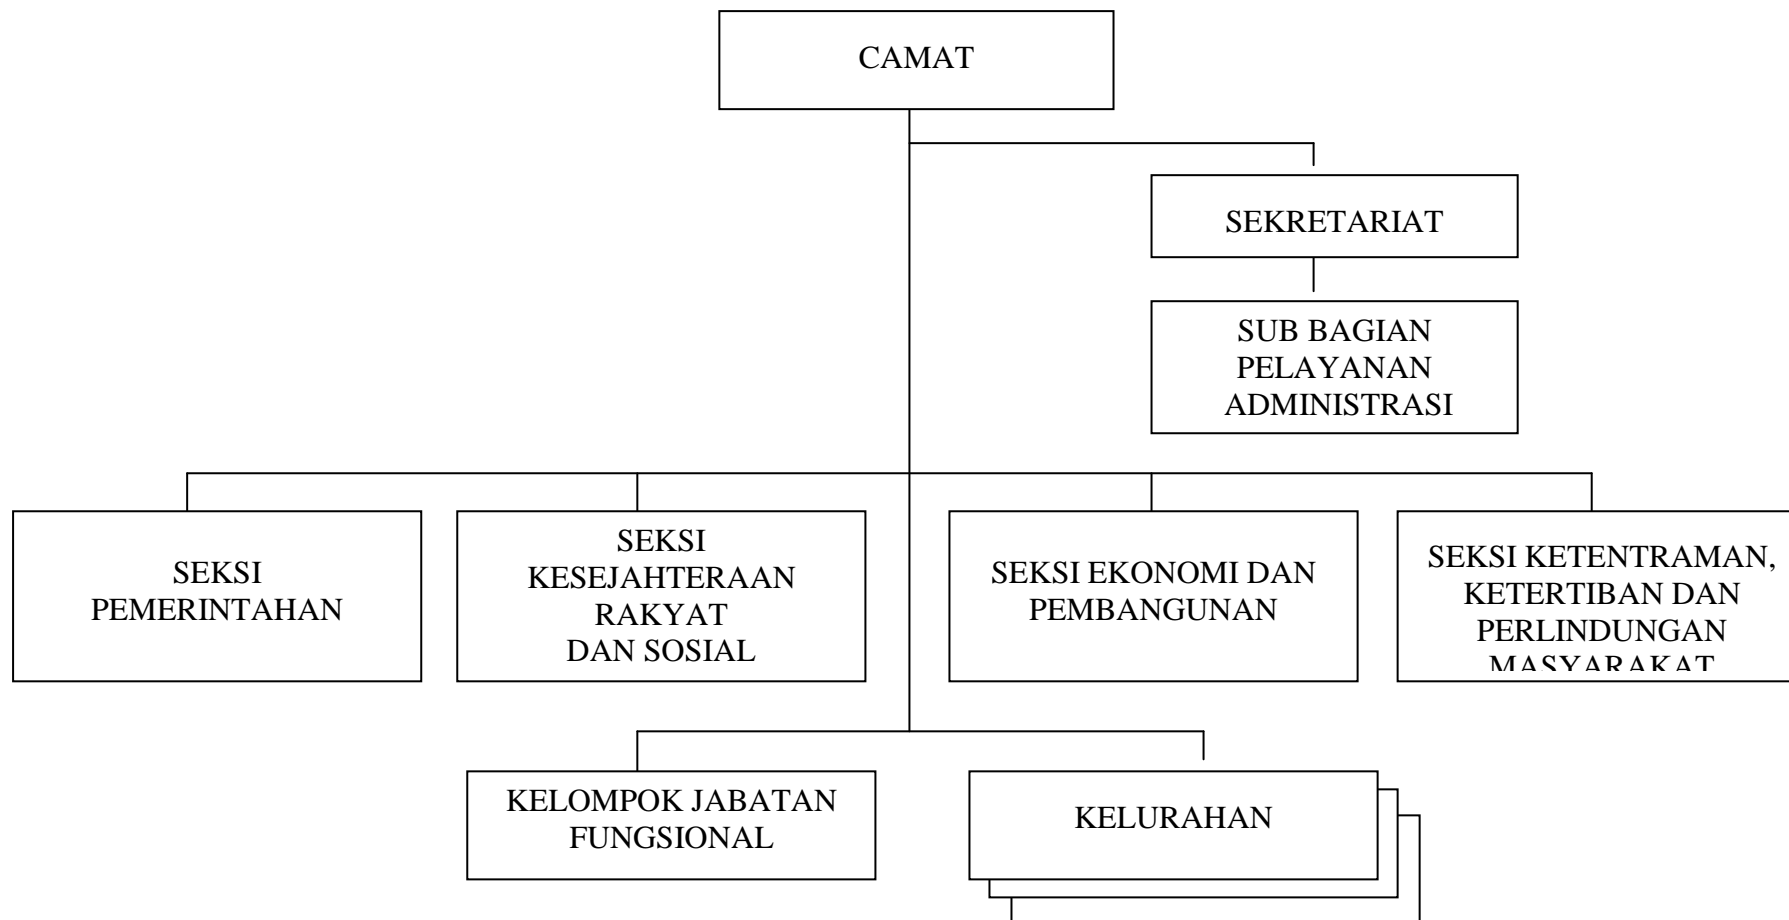 CAMAT
SEKRETARIAT
SUB BAGIAN
PELAYANAN
ADMINISTRASI
SEKSI
PEMERINTAHAN
SEKSI
KESEJAHTERAAN
RAKYAT
DAN SOSIAL
SEKSI EKONOMI DAN
PEMBANGUNAN
SEKSI KETENTRAMAN,
KETERTIBAN DAN
PERLINDUNGAN
MASYARAKAT
KELOMPOK JABATAN
FUNGSIONAL
KELURAHAN